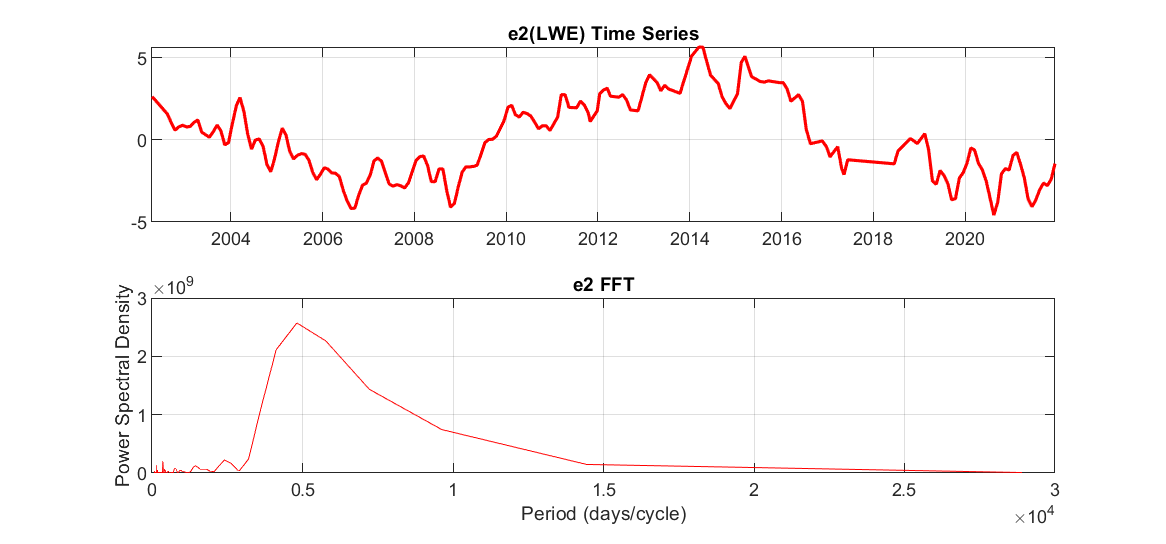 e2(LWE) Time Series
5
0
-5
2004 2006 2008 2010 2012 2014 2016 2018 2020
e2 FFT
×10^9
Power Spectral Density
3
2
1
0
0 0.5 1 1.5 2 2.5 3
Period (days/cycle)
×10^4